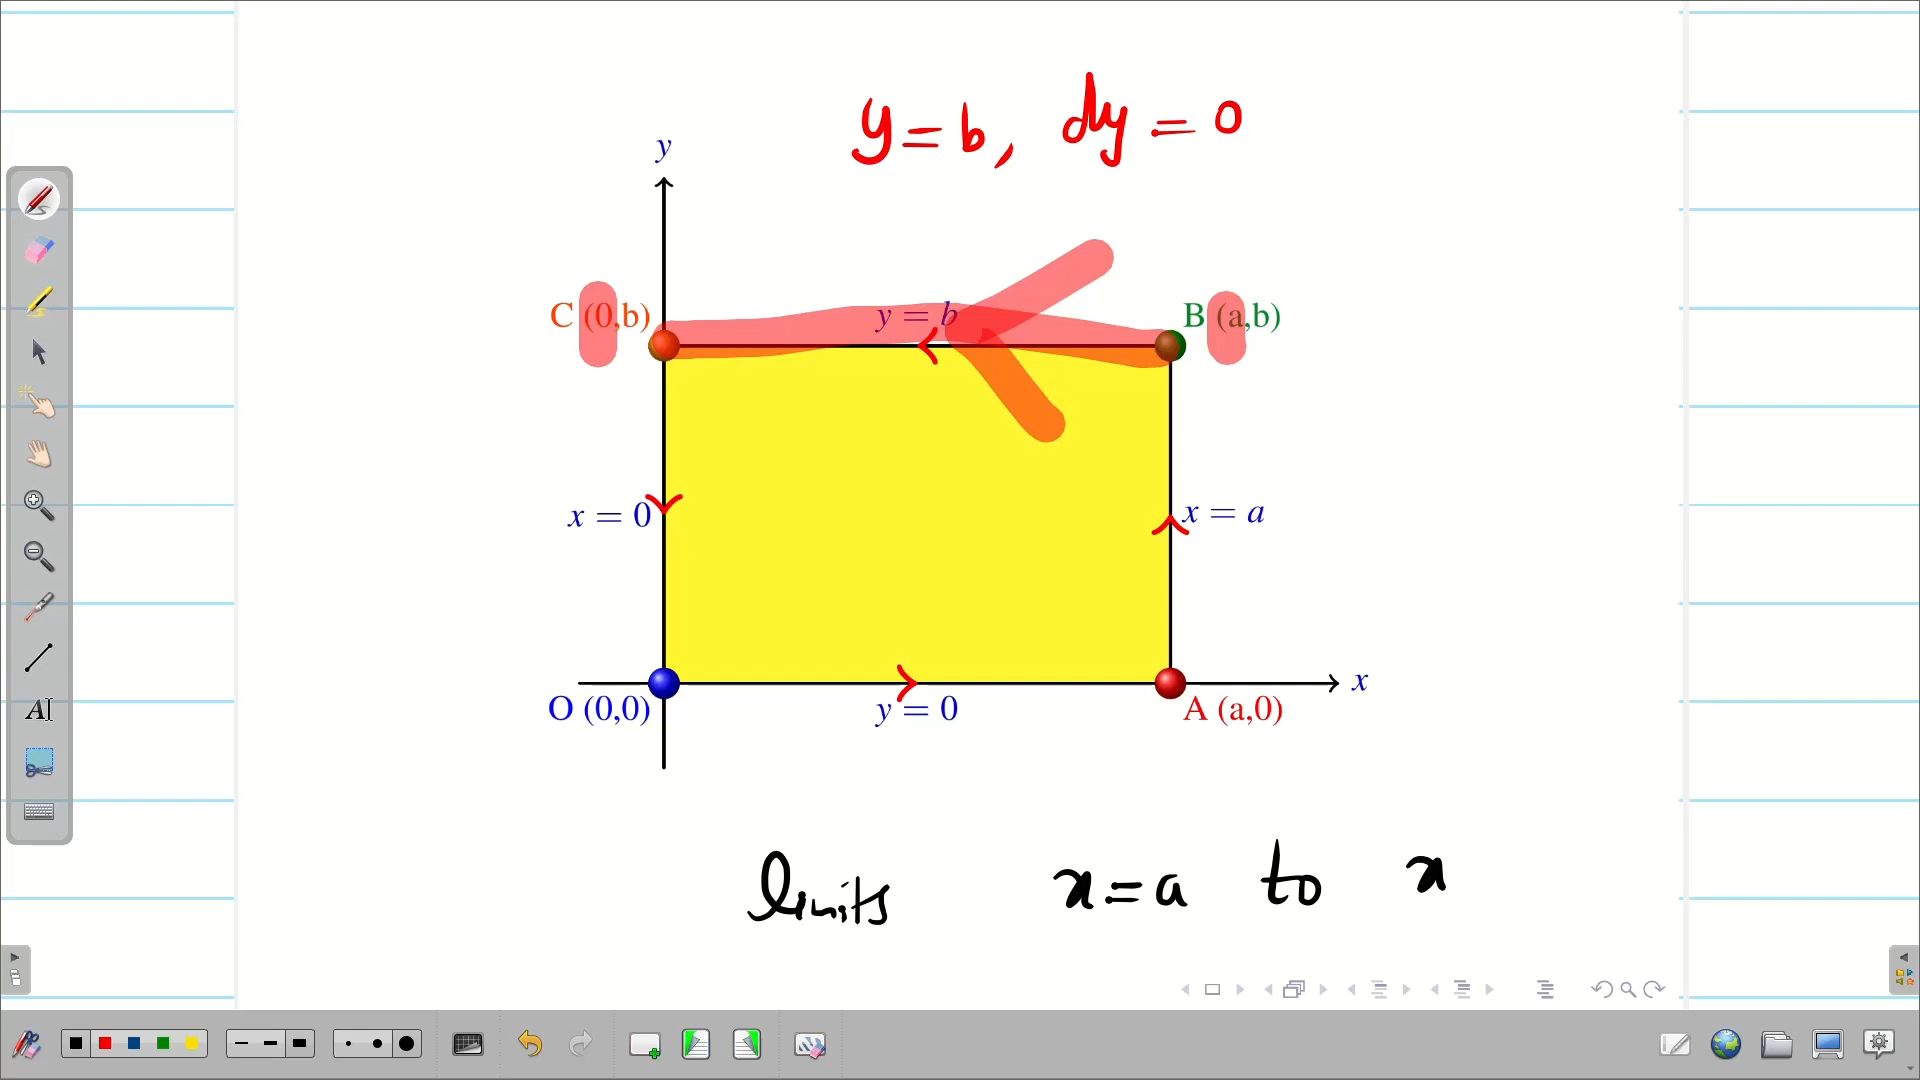 y = b, dy = 0
y
C (0,b)
y = b
B (a,b)
x = 0
x = a
x
O (0,0)
y = 0
A (a,0)
limits x = a to x
A